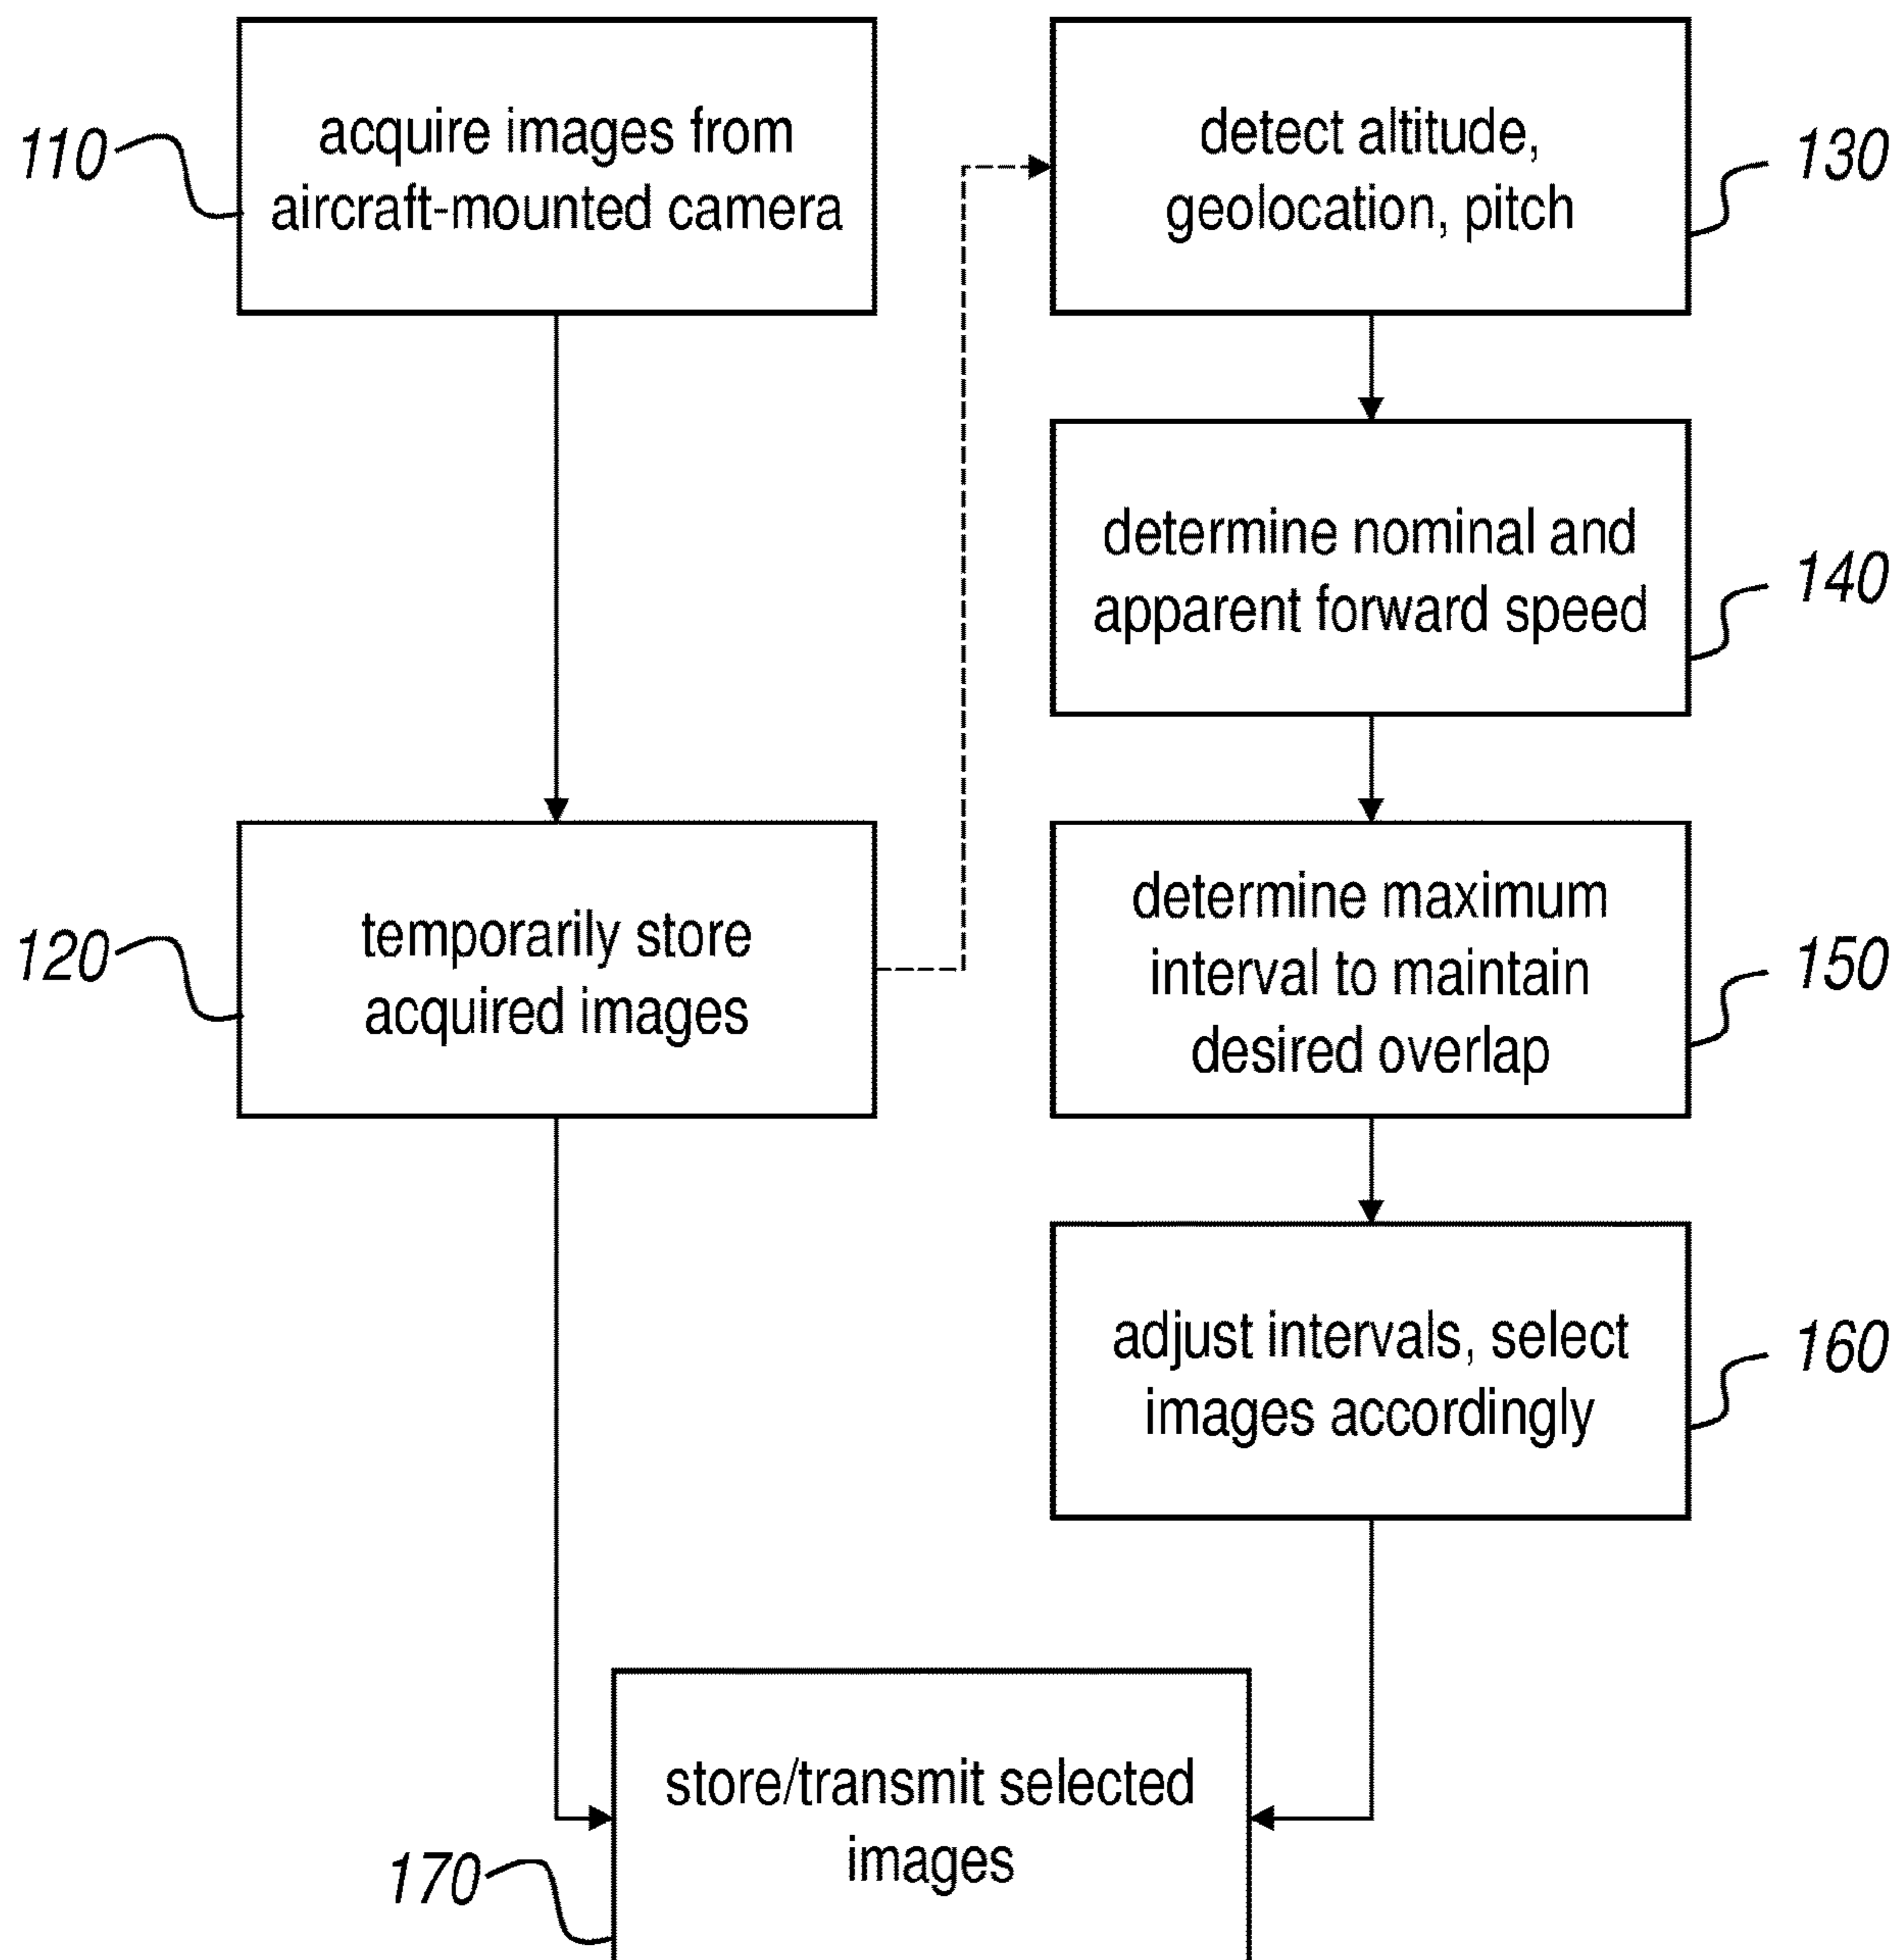 110
acquire images from
aircraft-mounted camera
120
temporarily store
acquired images
detect altitude,
geolocation, pitch
130
determine nominal and
apparent forward speed
140
determine maximum
interval to maintain
desired overlap
150
adjust intervals, select
images accordingly
160
store/transmit selected
images
170